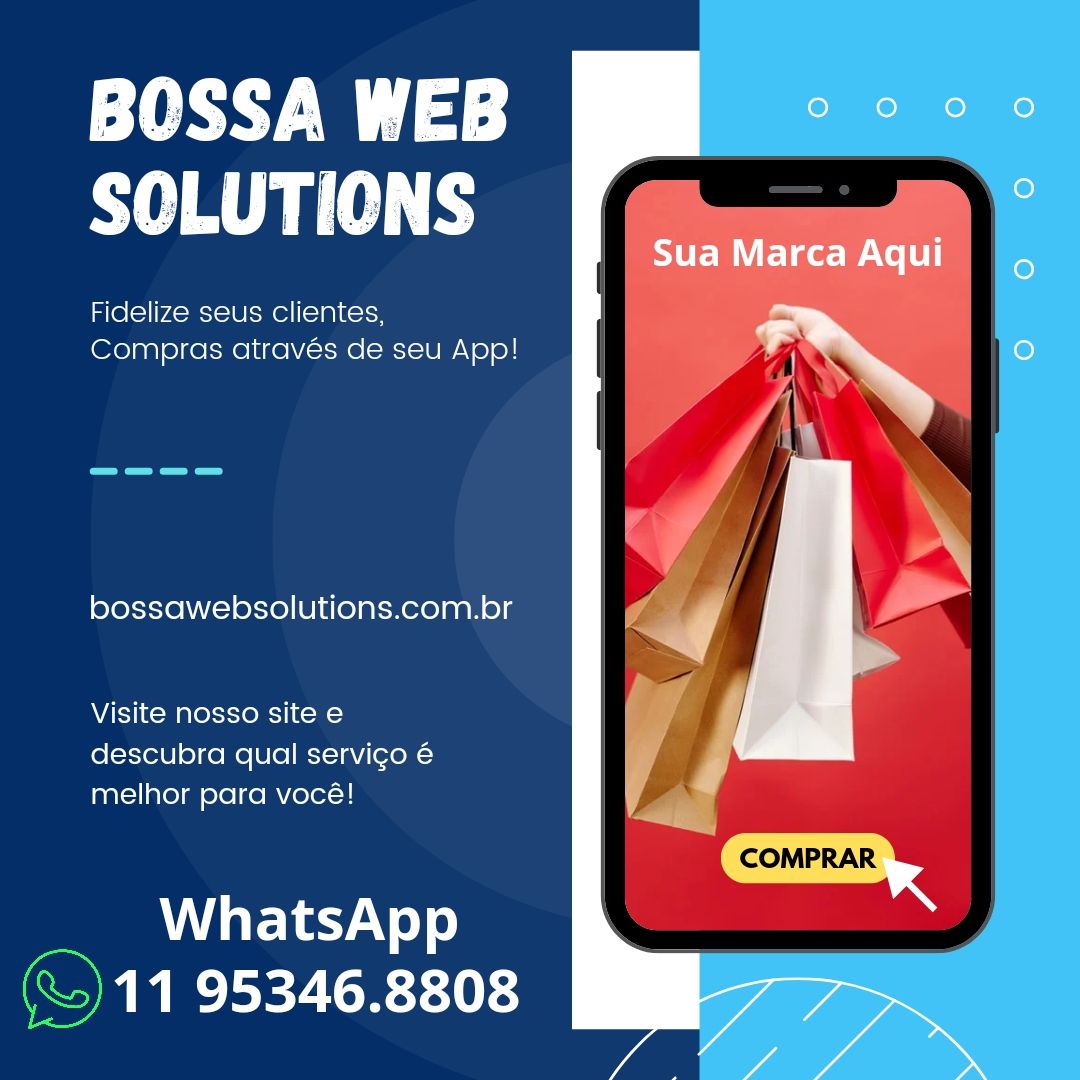 BOSSA WEB
SOLUTIONS
Fidelize seus clientes,
Compras através de seu App!
bossawebsolutions.com.br
Visite nosso site e
descubra qual serviço é
melhor para você!
WhatsApp
11 95346.8808
Sua Marca Aqui
COMPRAR